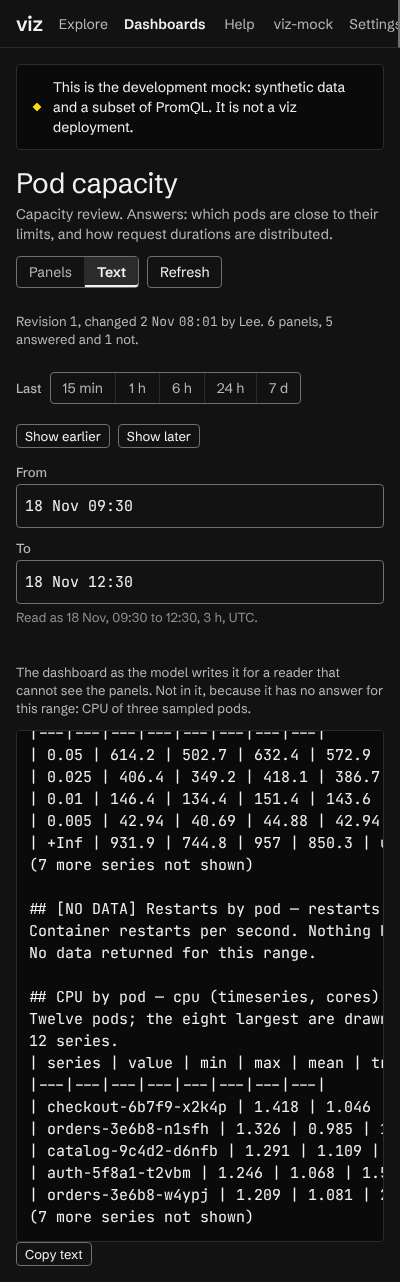 viz Explore Dashboards Help viz-mock Settings
This is the development mock: synthetic data
and a subset of PromQL. It is not a viz
deployment.
Pod capacity
Capacity review. Answers: which pods are close to their
limits, and how request durations are distributed.
Panels Text Refresh
Revision 1, changed 2 Nov 08:01 by Lee. 6 panels, 5
answered and 1 not.
Last 15 min 1 h 6 h 24 h 7 d
Show earlier Show later
From
18 Nov 09:30
To
18 Nov 12:30
Read as 18 Nov, 09:30 to 12:30, 3 h, UTC.
The dashboard as the model writes it for a reader that
cannot see the panels. Not in it, because it has no answer for
this range: CPU of three sampled pods.
|---|---|---|---|---|---|---|
| 0.05 | 614.2 | 502.7 | 632.4 | 572.9
| 0.025 | 406.4 | 349.2 | 418.1 | 386.7
| 0.01 | 146.4 | 134.4 | 151.4 | 143.6
| 0.005 | 42.94 | 40.69 | 44.88 | 42.94
| +Inf | 931.9 | 744.8 | 957 | 850.3 |
(7 more series not shown)
## [NO DATA] Restarts by pod — restarts
Container restarts per second. Nothing
No data returned for this range.
## CPU by pod — cpu (timeseries, cores)
Twelve pods; the eight largest are drawn
12 series.
| series | value | min | max | mean |
|---|---|---|---|---|---|---|
| checkout-6b7f9-x2k4p | 1.418 | 1.046
| orders-3e6b8-n1sfh | 1.326 | 0.985 |
| catalog-9c4d2-d6nfb | 1.291 | 1.109 |
| auth-5f8a1-t2vbm | 1.246 | 1.068 |
| orders-3e6b8-w4ypj | 1.209 | 1.081 |
(7 more series not shown)
Copy text